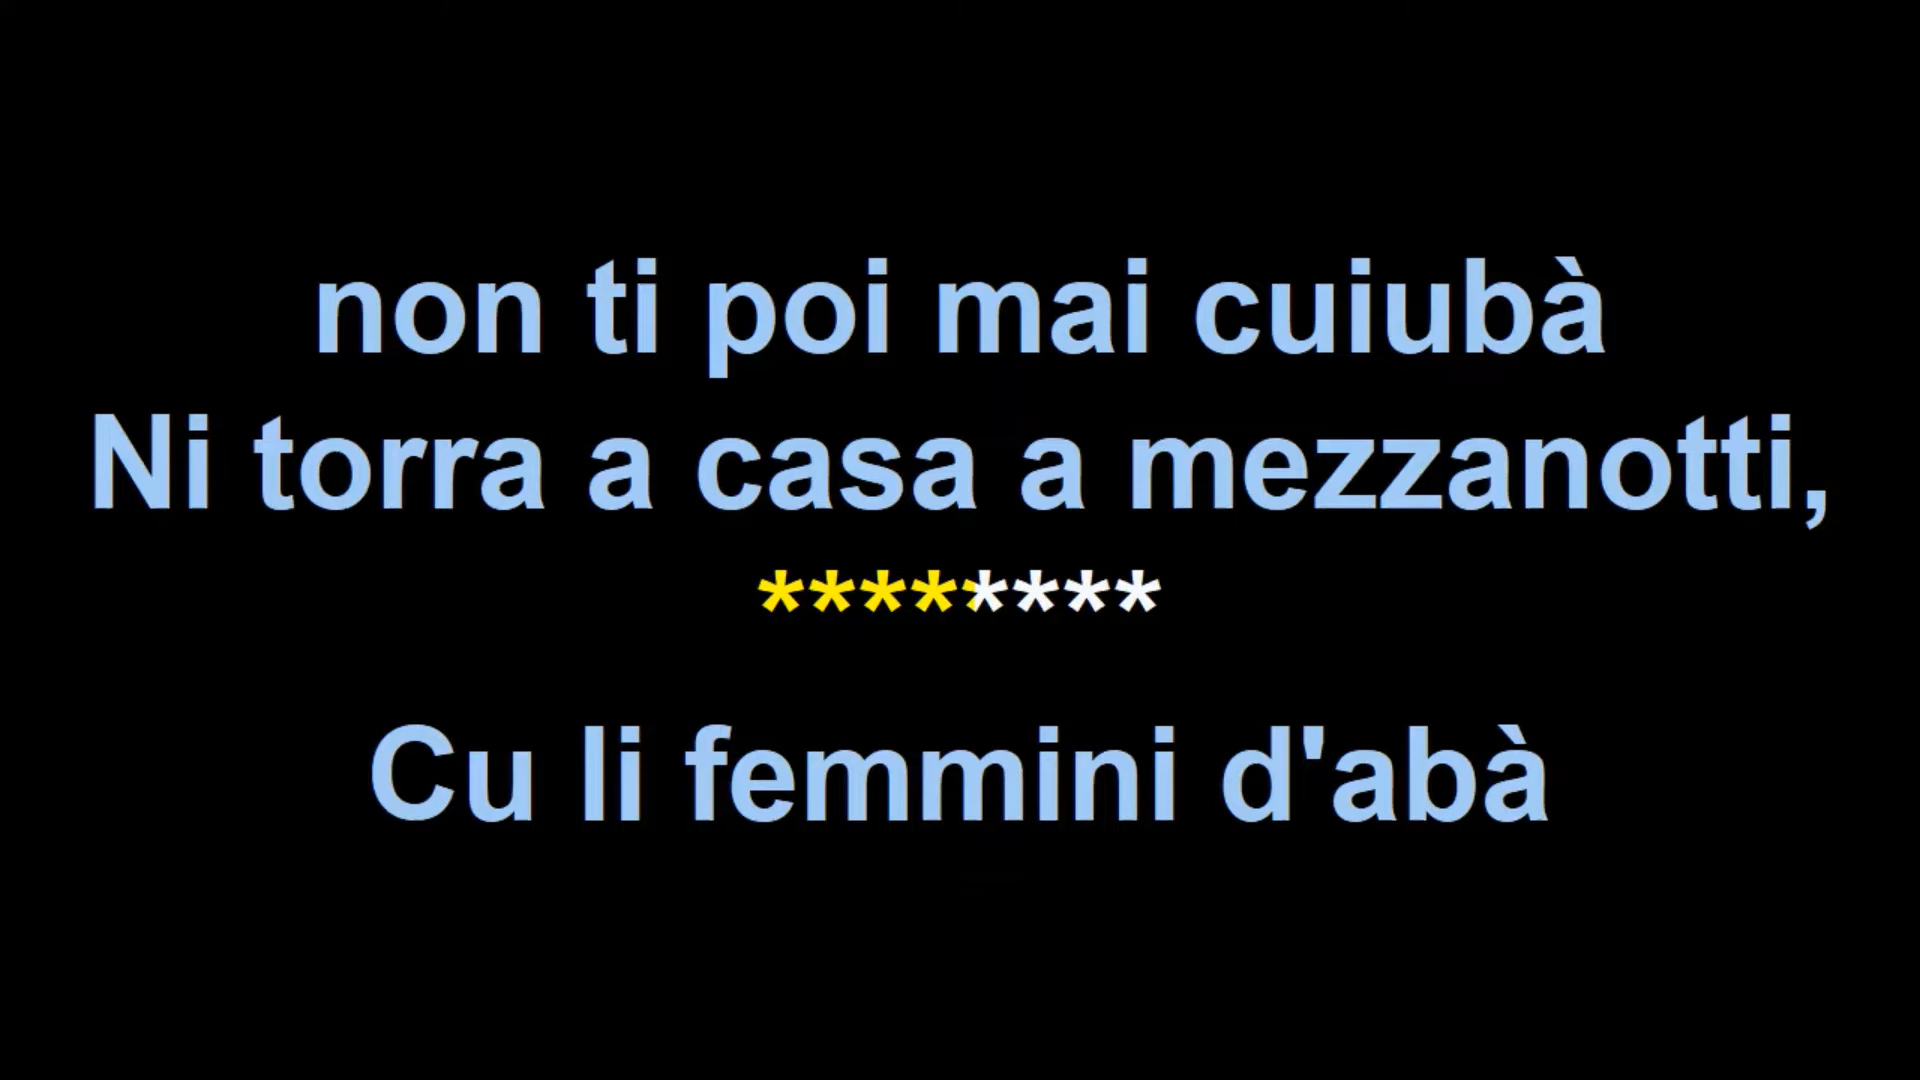 non ti poi mai cuiubà
Ni torra a casa a mezzanotti,
********
Cu li femmini d'abà